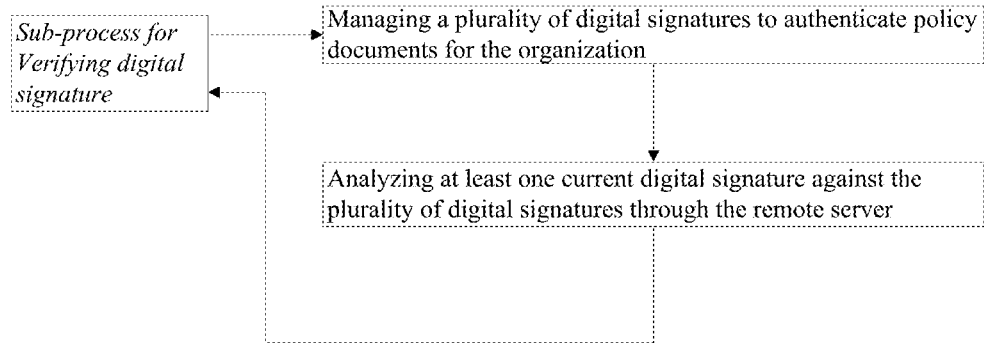 Sub-process for
Verifying digital
signature
Managing a plurality of digital signatures to authenticate policy
documents for the organization
Analyzing at least one current digital signature against the
plurality of digital signatures through the remote server